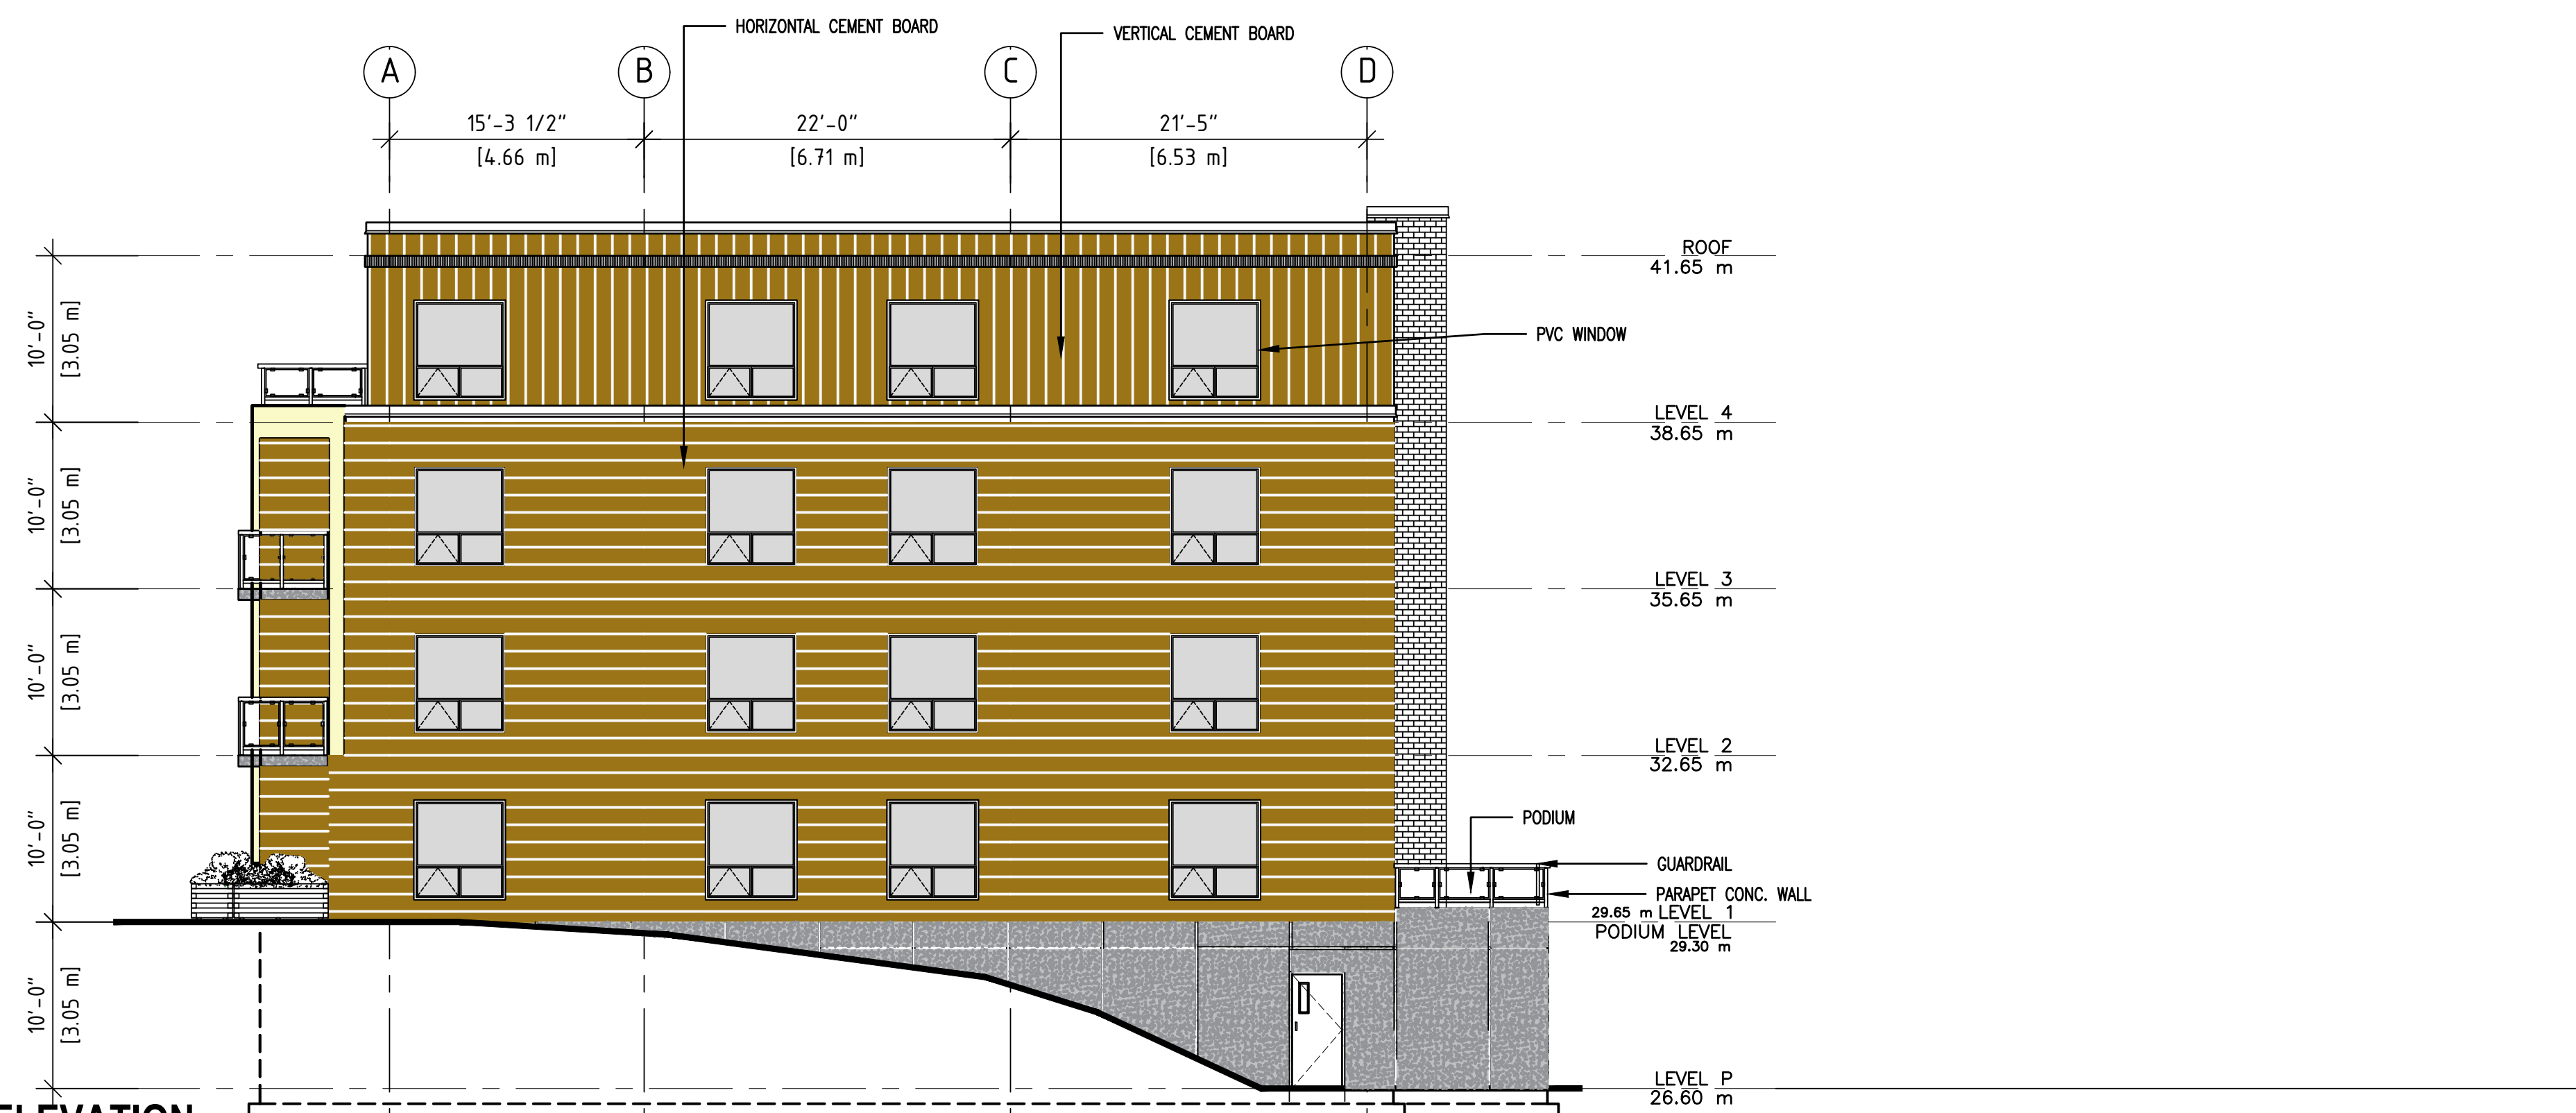 HORIZONTAL CEMENT BOARD
VERTICAL CEMENT BOARD
A
B
C
D
15'-3 1/2"
22'-0"
21'-5"
[4.66 m]
[6.71 m]
[6.53 m]
ROOF
41.65 m
10'-0"
[3.05 m]
PVC WINDOW
LEVEL 4
38.65 m
10'-0"
[3.05 m]
LEVEL 3
35.65 m
10'-0"
[3.05 m]
LEVEL 2
32.65 m
10'-0"
[3.05 m]
PODIUM
GUARDRAIL
PARAPET CONC. WALL
29.65 m LEVEL 1
PODIUM LEVEL
29.30 m
10'-0"
[3.05 m]
LEVEL P
26.60 m
ELEVATION